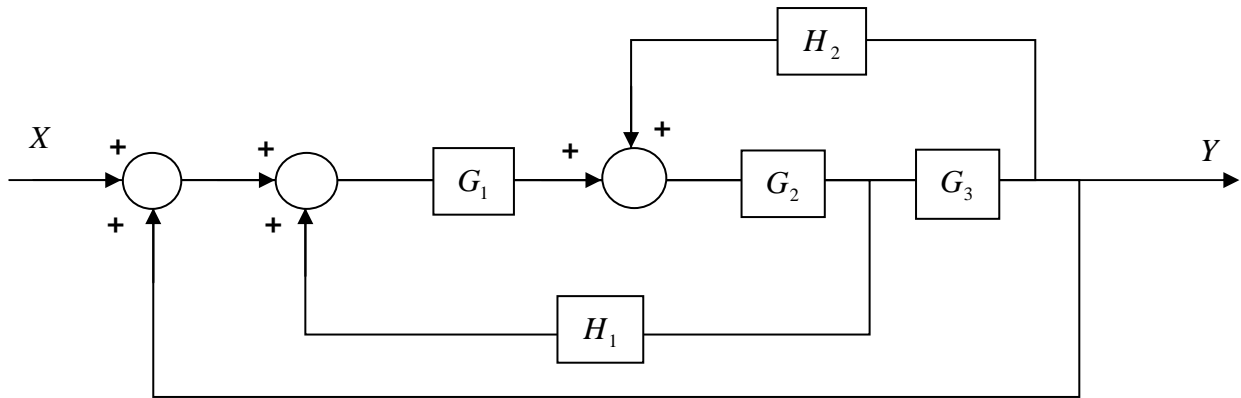 H₂
X
+
+
+
+
Y
G₁
G₂
G₃
+
+
H₁